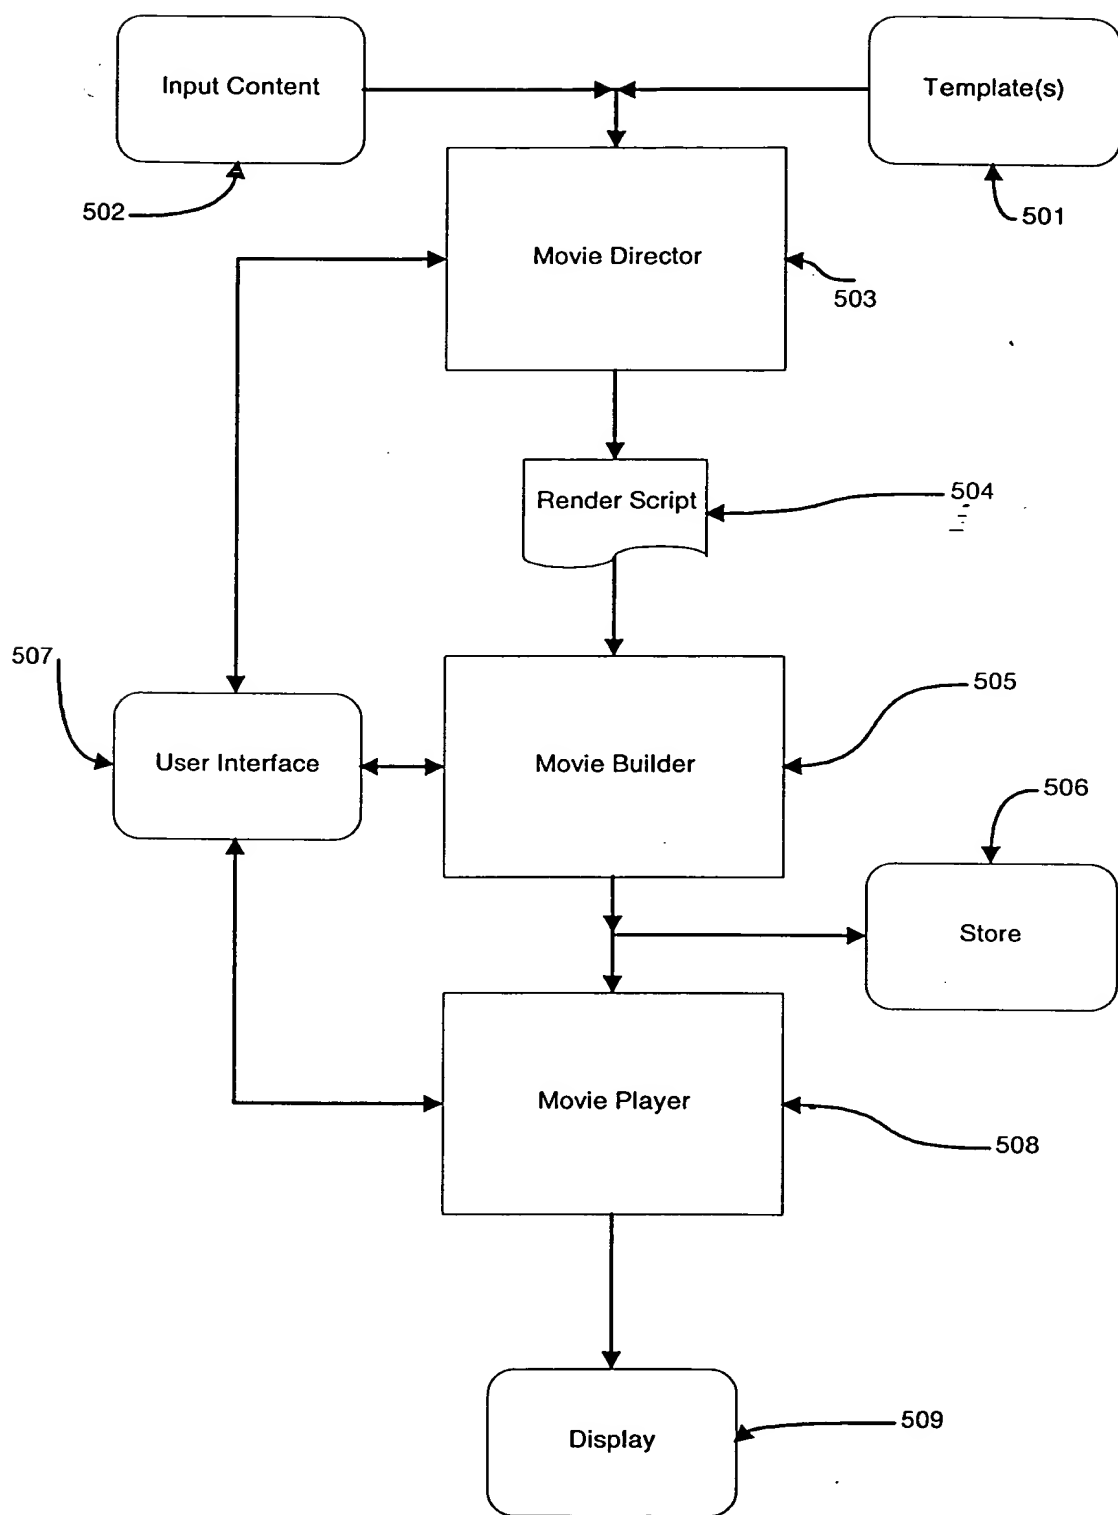 Input Content
Template(s)
502
501
Movie Director
503
Render Script
504
507
505
User Interface
Movie Builder
506
Store
Movie Player
508
509
Display